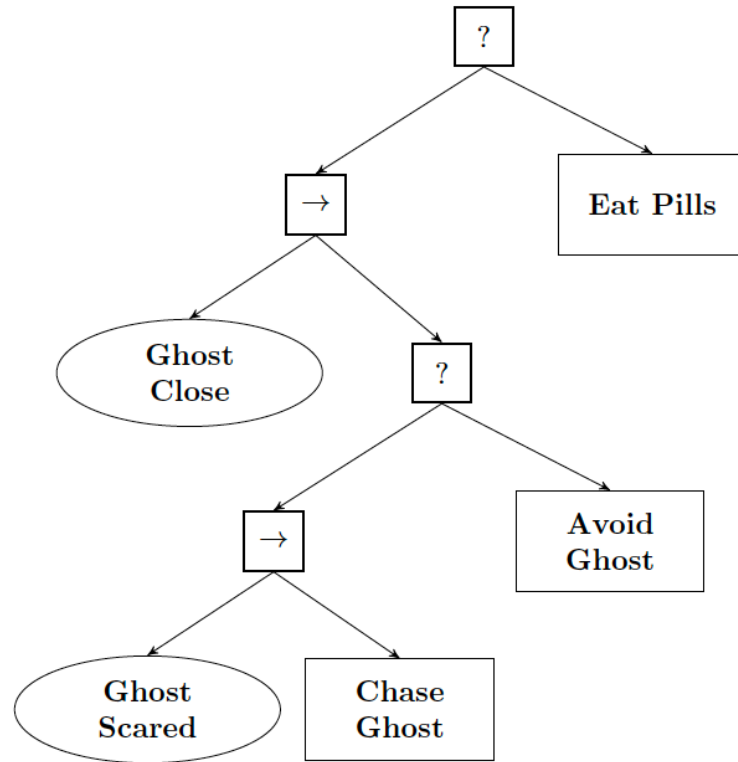 ?
→
Eat Pills
Ghost
Close
?
→
Avoid
Ghost
Ghost
Scared
Chase
Ghost